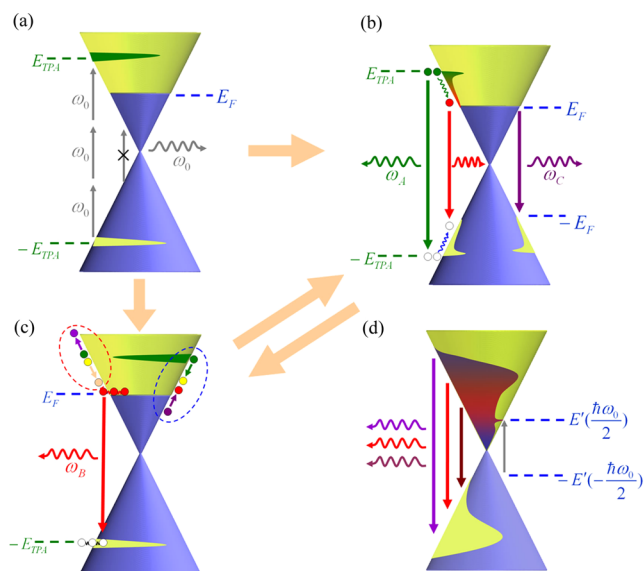 (a)
E_TPA
ω₀
E_F
ω₀
ω₀
ω₀
− E_TPA
(b)
E_TPA
E_F
ω_A
ω_C
− E_F
− E_TPA
(c)
E_F
ω_B
− E_TPA
(d)
E′(ħω₀/2)
− E′(−ħω₀/2)